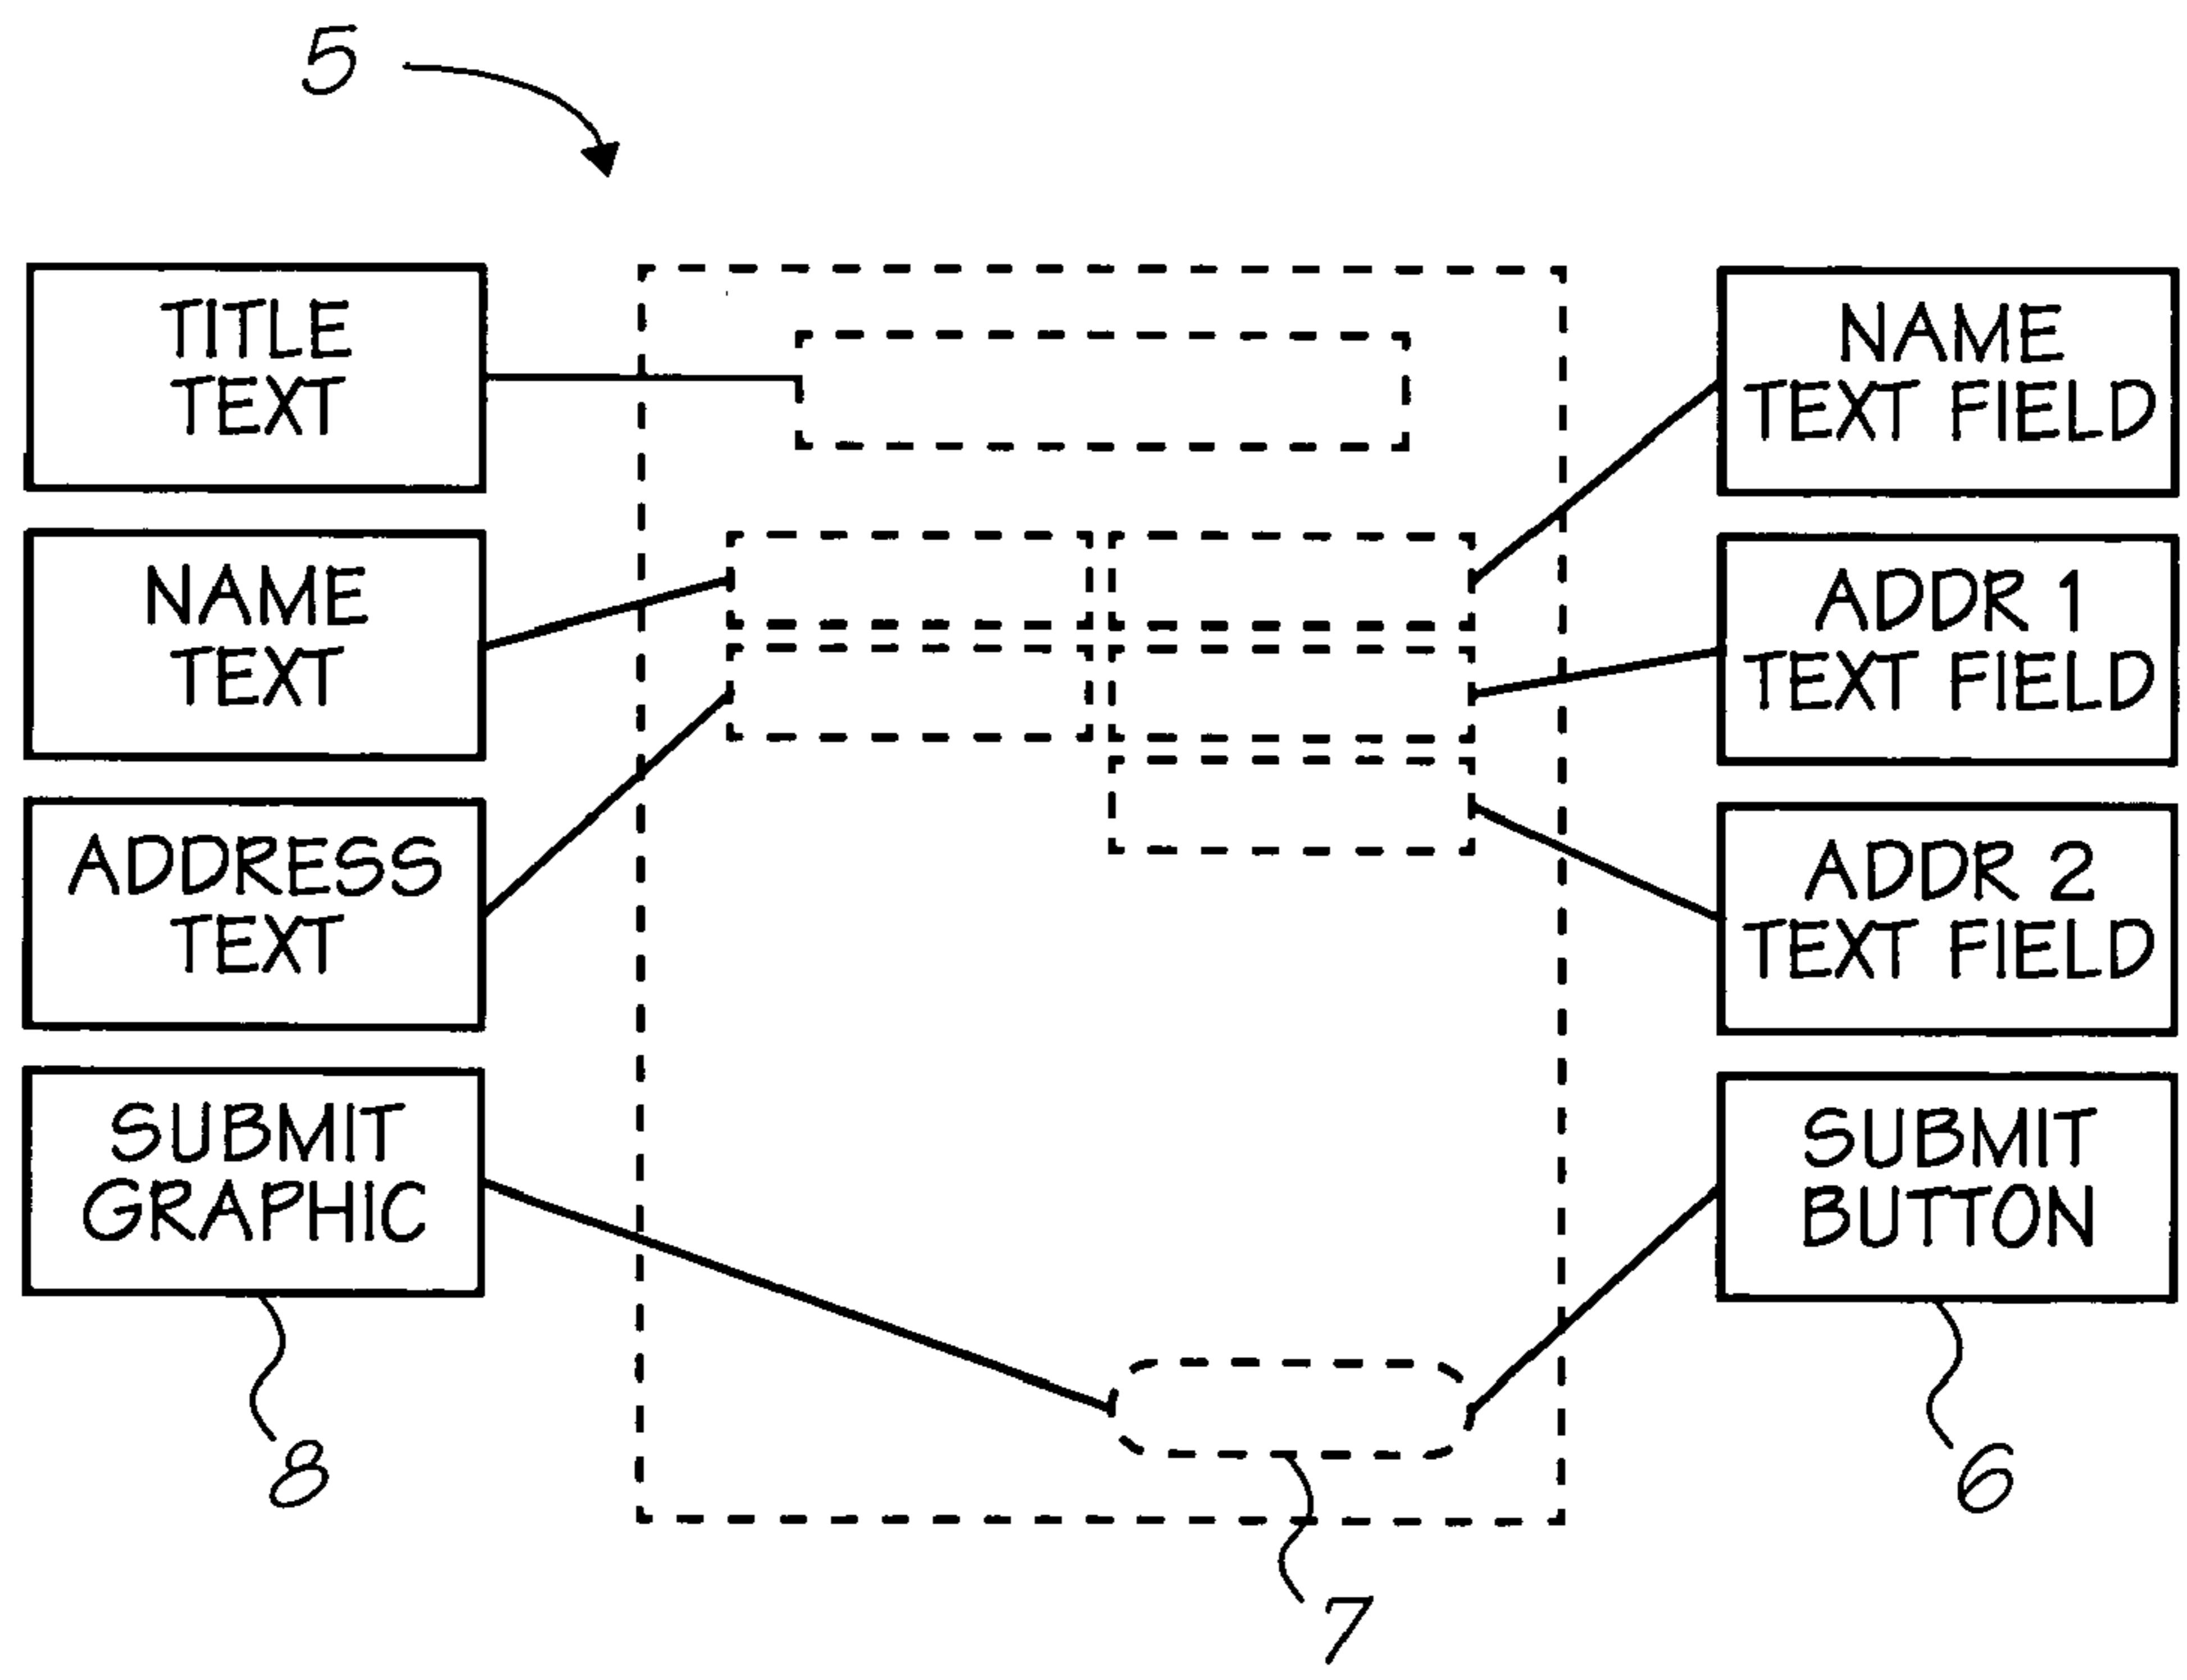 5
TITLE
TEXT
NAME
TEXT
ADDRESS
TEXT
SUBMIT
GRAPHIC
8
NAME
TEXT FIELD
ADDR 1
TEXT FIELD
ADDR 2
TEXT FIELD
SUBMIT
BUTTON
6
7